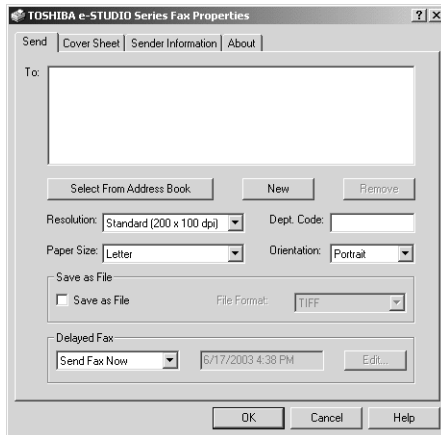 TOSHIBA e-STUDIO Series Fax Properties
Send Cover Sheet Sender Information About
To:
Select From Address Book New Remove
Resolution: Standard (200 x 100 dpi) Dept. Code:
Paper Size: Letter Orientation: Portrait
Save as File
Save as File File Format: TIFF
Delayed Fax
Send Fax Now 6/17/2003 4:38 PM Edit...
OK Cancel Help